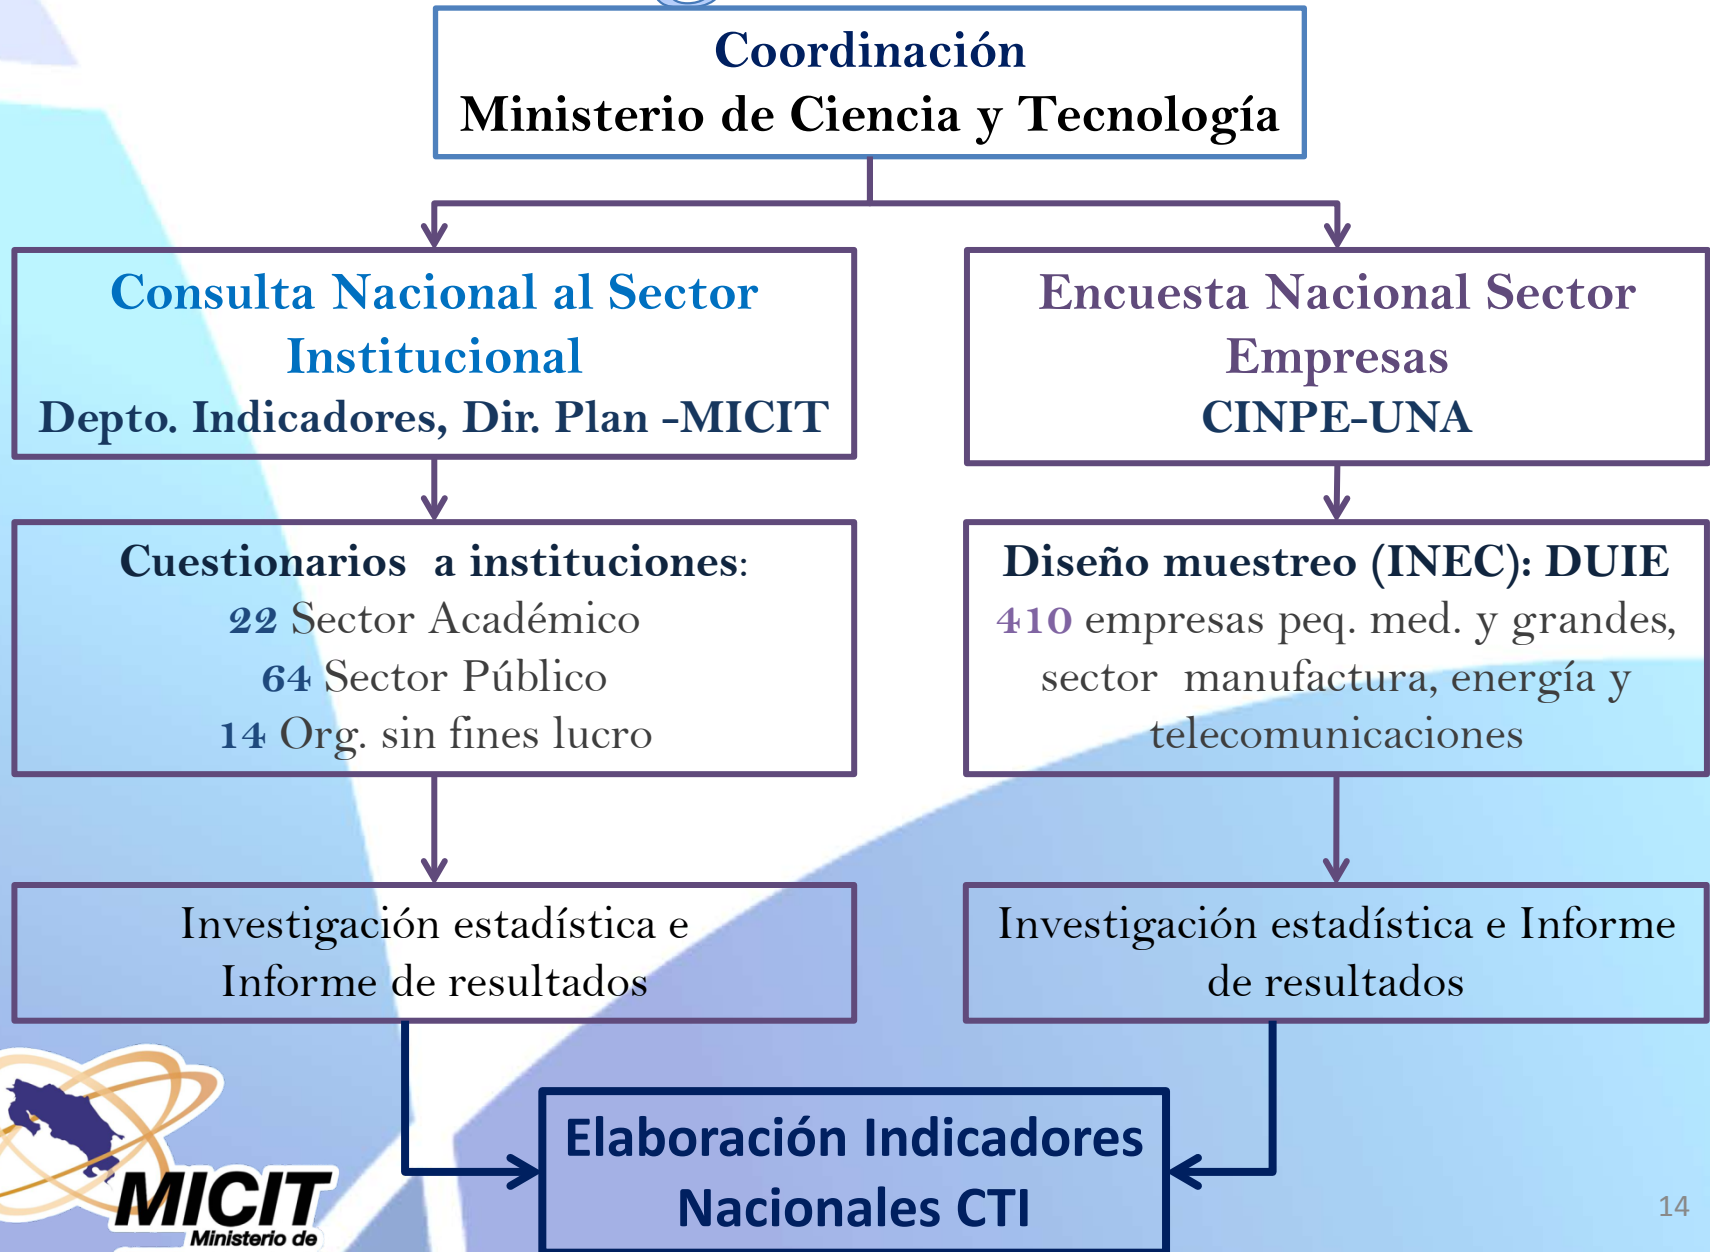 Coordinación
Ministerio de Ciencia y Tecnología
Consulta Nacional al Sector
Institucional
Depto. Indicadores, Dir. Plan -MICIT
Encuesta Nacional Sector
Empresas
CINPE-UNA
Cuestionarios a instituciones:
22 Sector Académico
64 Sector Público
14 Org. sin fines lucro
Diseño muestreo (INEC): DUIE
410 empresas peq. med. y grandes,
sector manufactura, energía y
telecomunicaciones
Investigación estadística e
Informe de resultados
Investigación estadística e Informe
de resultados
Elaboración Indicadores
Nacionales CTI
MICIT
Ministerio de
14